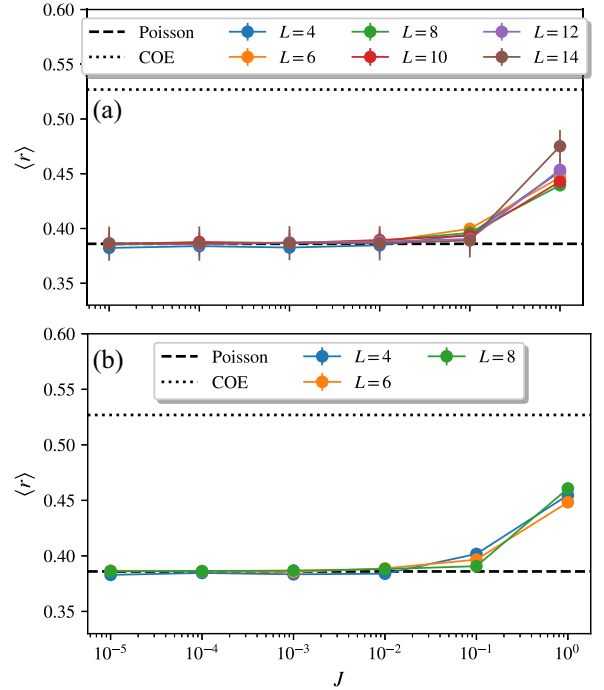 0.60
Poisson
L = 4
L = 8
L = 12
COE
L = 6
L = 10
L = 14
0.55
(a)
0.50
⟨r⟩
0.45
0.40
0.35
0.60
(b)
Poisson
L = 4
L = 8
COE
L = 6
0.55
0.50
⟨r⟩
0.45
0.40
0.35
10⁻⁵ 10⁻⁴ 10⁻³ 10⁻² 10⁻¹ 10⁰
J